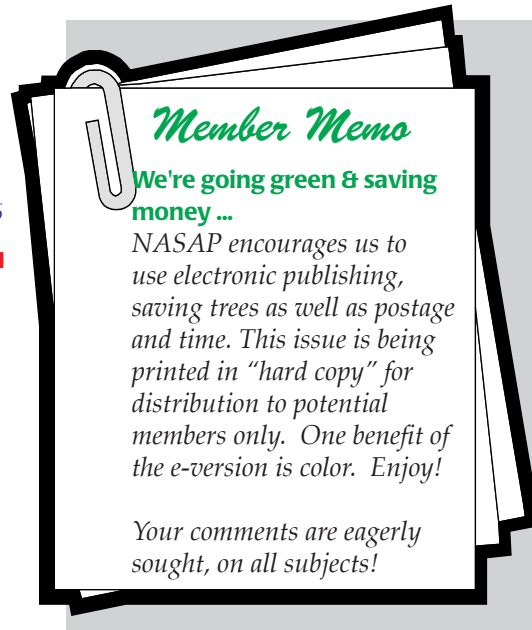 Member Memo
We're going green & saving
money ...
NASAP encourages us to
use electronic publishing,
saving trees as well as postage
and time. This issue is being
printed in “hard copy” for
distribution to potential
members only.  One benefit of
the e-version is color.  Enjoy!
Your comments are eagerly
sought, on all subjects!